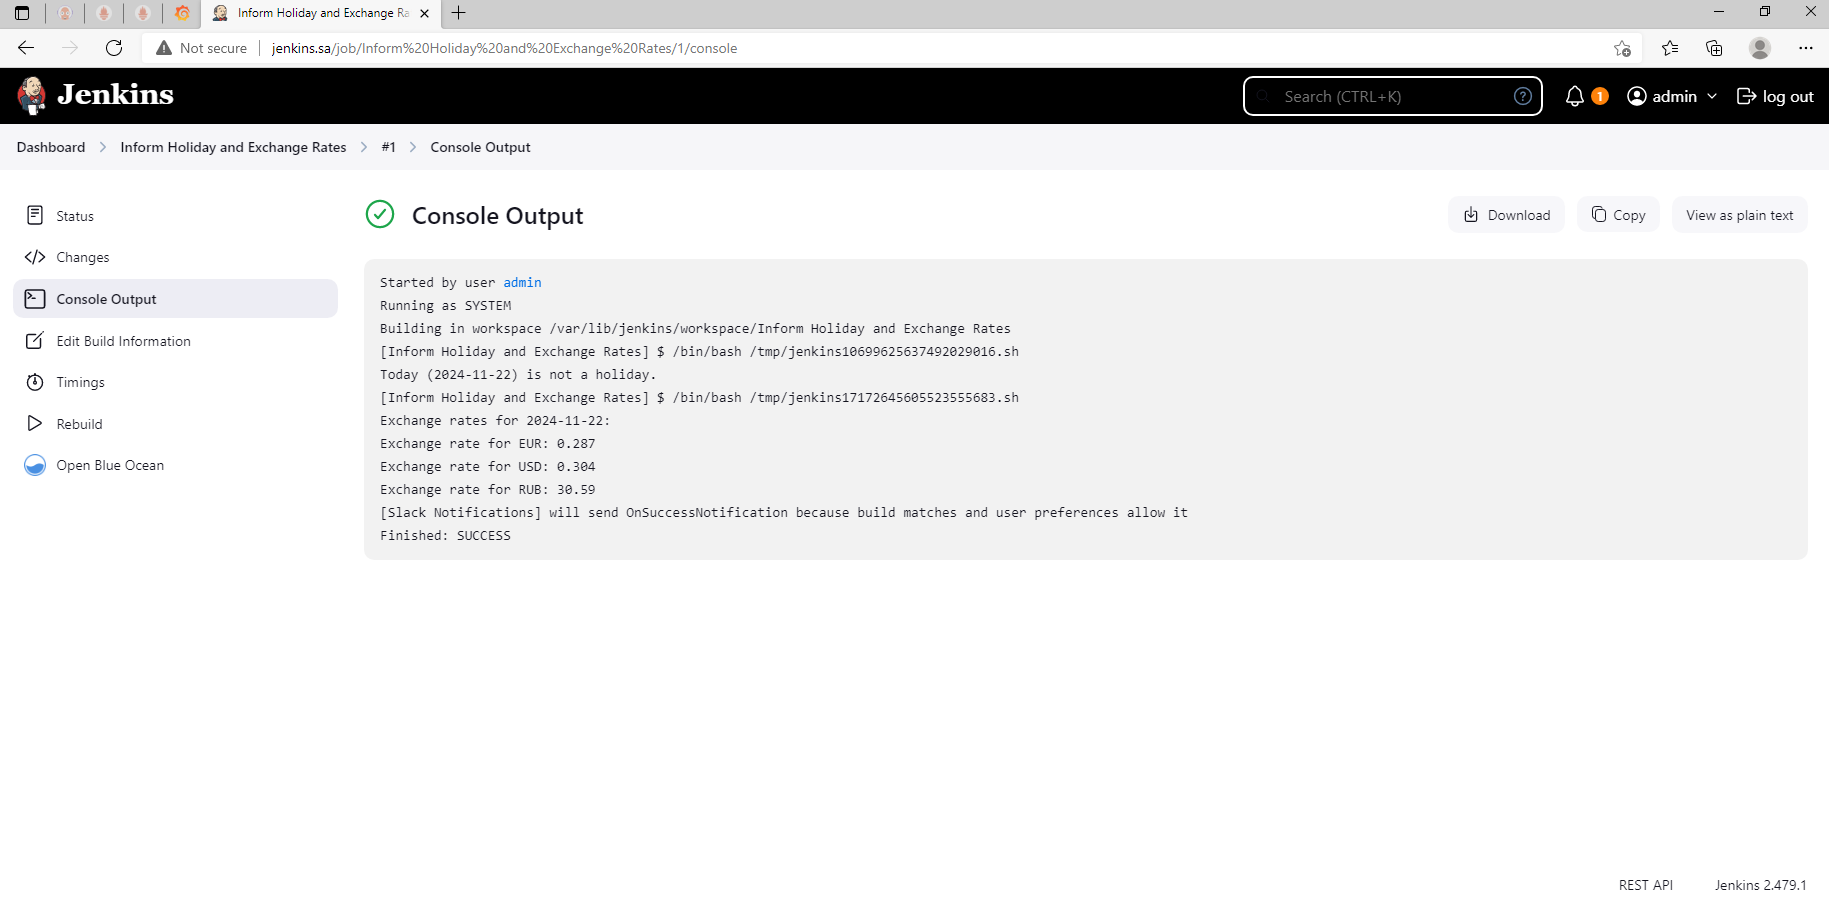 Inform Holiday and Exchange Ra
Not secure
jenkins.sa/job/Inform%20Holiday%20and%20Exchange%20Rates/1/console
Jenkins
Search (CTRL+K)
1
admin
log out
Dashboard
Inform Holiday and Exchange Rates
#1
Console Output
Status
Changes
Console Output
Edit Build Information
Timings
Rebuild
Open Blue Ocean
Console Output
Download
Copy
View as plain text
Started by user admin
Running as SYSTEM
Building in workspace /var/lib/jenkins/workspace/Inform Holiday and Exchange Rates
[Inform Holiday and Exchange Rates] $ /bin/bash /tmp/jenkins10699625637492029016.sh
Today (2024-11-22) is not a holiday.
[Inform Holiday and Exchange Rates] $ /bin/bash /tmp/jenkins17172645605523555683.sh
Exchange rates for 2024-11-22:
Exchange rate for EUR: 0.287
Exchange rate for USD: 0.304
Exchange rate for RUB: 30.59
[Slack Notifications] will send OnSuccessNotification because build matches and user preferences allow it
Finished: SUCCESS
REST API
Jenkins 2.479.1